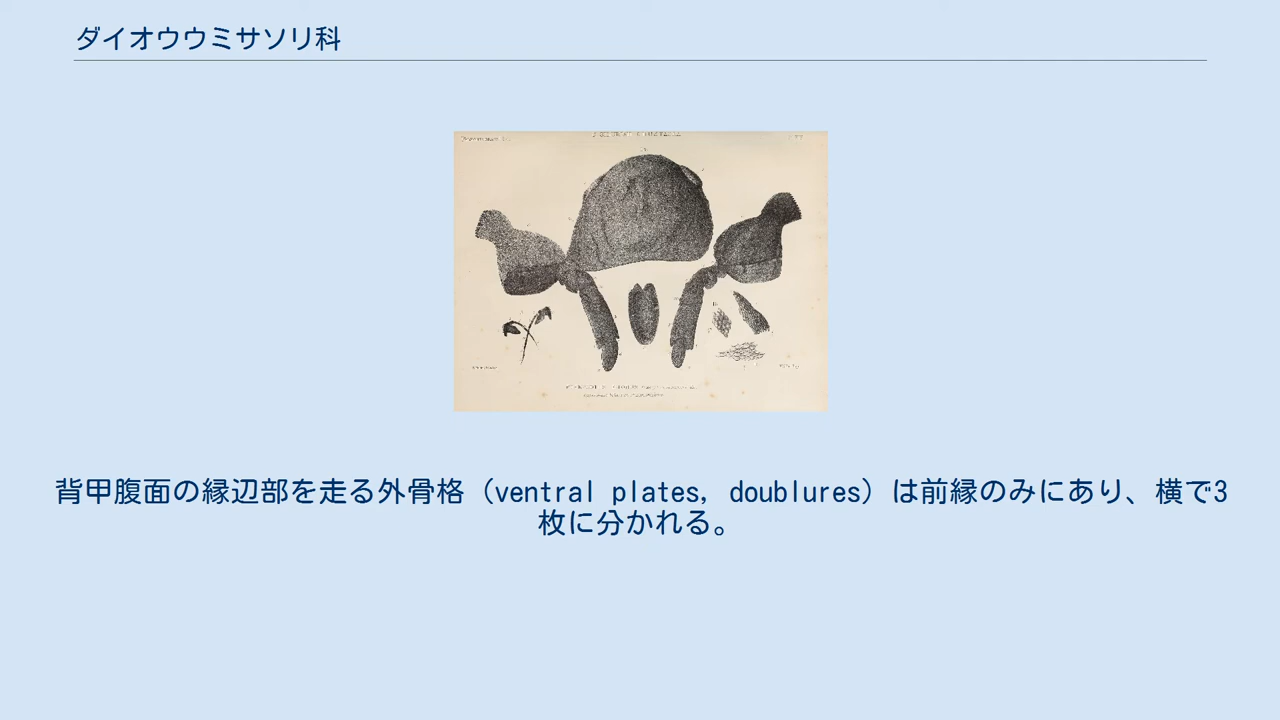 ダイオウウミサソリ科
背甲腹面の縁辺部を走る外骨格（ventral plates, doublures）は前縁のみにあり、横で3
枚に分かれる。